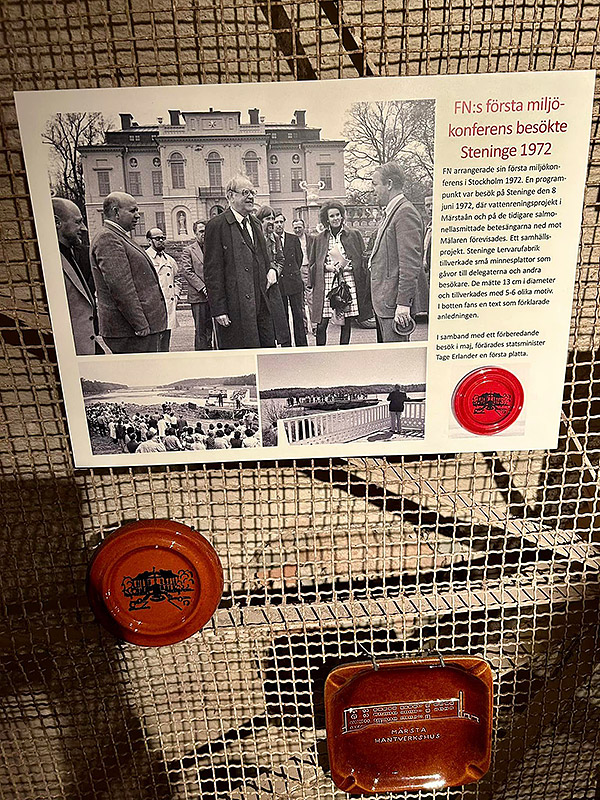 FN:s första miljö-
konferens besökte
Steninge 1972
FN arrangerade sin första miljökon-
ferens i Stockholm 1972. En program-
punkt var besök på Steninge den 8
juni 1972, där vattenreningsprojekt i
Märstaån och på de tidigare salmo-
nellasmittade betesängarna ned mot
Mälaren förevisades. Ett samhälls-
projekt. Steninge Lervarufabrik
tillverkade små minnesplattor som
gåvor till delegaterna och andra
besökare. De mätte 13 cm i diameter
och tillverkades med 5-6 olika motiv.
I botten fans en text som förklarade
anledningen.
I samband med ett förberedande
besök i maj, förärades statsminister
Tage Erlander en första platta.
MÄRSTA
HANTVERKSHUS